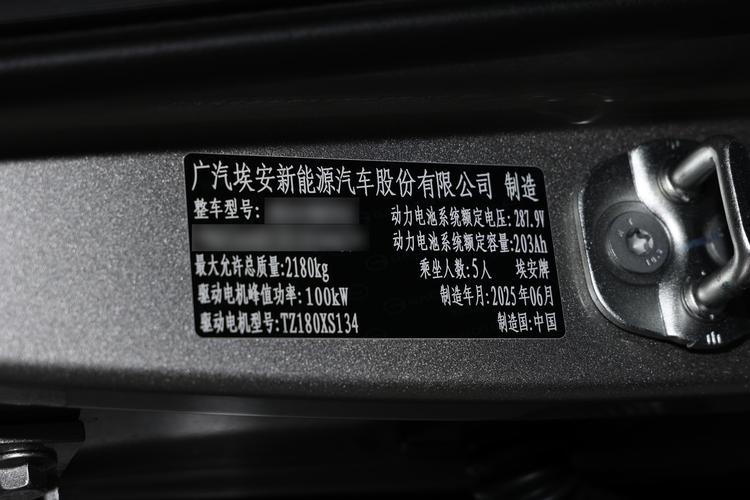 广汽埃安新能源汽车股份有限公司 制造
整车型号:
动力电池系统额定电压: 287.9V
动力电池系统额定容量:203Ah
最大允许总质量:2180kg 乘坐人数:5人 埃安牌
驱动电机峰值功率: 100kW 制造年月: 2025年06月
驱动电机型号:TZ180XS134 制造国:中国